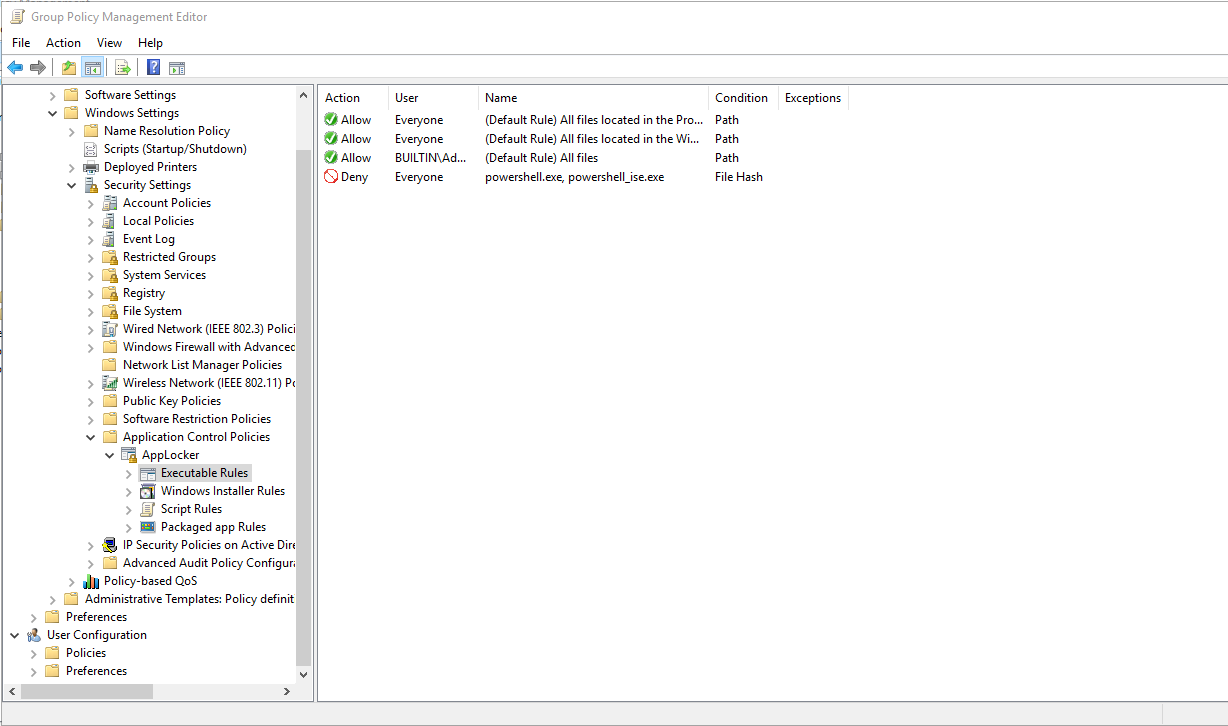 Group Policy Management Editor
File Action View Help
Software Settings
Windows Settings
Name Resolution Policy
Scripts (Startup/Shutdown)
Deployed Printers
Security Settings
Account Policies
Local Policies
Event Log
Restricted Groups
System Services
Registry
File System
Wired Network (IEEE 802.3) Polici
Windows Firewall with Advanced
Network List Manager Policies
Wireless Network (IEEE 802.11) Po
Public Key Policies
Software Restriction Policies
Application Control Policies
AppLocker
Executable Rules
Windows Installer Rules
Script Rules
Packaged app Rules
IP Security Policies on Active Dire
Advanced Audit Policy Configura
Policy-based QoS
Administrative Templates: Policy definit
Preferences
User Configuration
Policies
Preferences
Action User Name Condition Exceptions
Allow Everyone (Default Rule) All files located in the Pro... Path
Allow Everyone (Default Rule) All files located in the Wi... Path
Allow BUILTIN\Ad... (Default Rule) All files Path
Deny Everyone powershell.exe, powershell_ise.exe File Hash